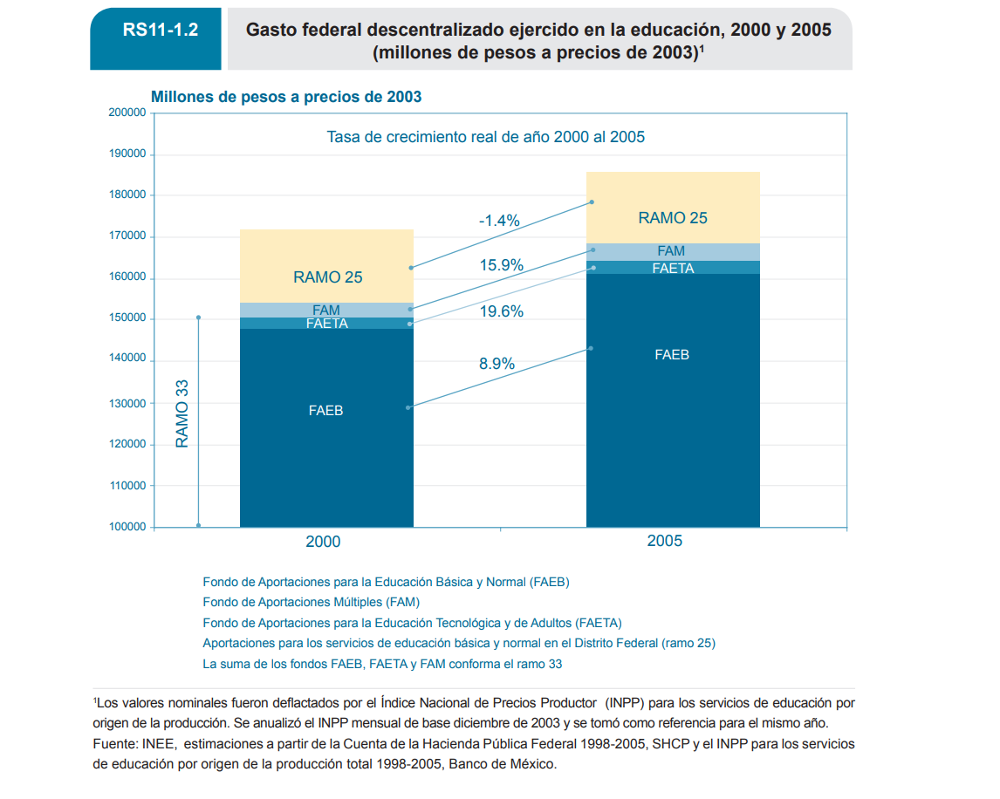 RS11-1.2
Gasto federal descentralizado ejercido en la educación, 2000 y 2005
(millones de pesos a precios de 2003)¹
Millones de pesos a precios de 2003
200000
190000
180000
170000
160000
150000
140000
130000
120000
110000
100000
Tasa de crecimiento real de año 2000 al 2005
RAMO 33
RAMO 25
FAM
FAETA
FAEB
-1.4%
15.9%
19.6%
8.9%
RAMO 25
FAM
FAETA
FAEB
2000
2005
Fondo de Aportaciones para la Educación Básica y Normal (FAEB)
Fondo de Aportaciones Múltiples (FAM)
Fondo de Aportaciones para la Educación Tecnológica y de Adultos (FAETA)
Aportaciones para los servicios de educación básica y normal en el Distrito Federal (ramo 25)
La suma de los fondos FAEB, FAETA y FAM conforma el ramo 33
¹Los valores nominales fueron deflactados por el Índice Nacional de Precios Productor (INPP) para los servicios de educación por
origen de la producción. Se anualizó el INPP mensual de base diciembre de 2003 y se tomó como referencia para el mismo año.
Fuente: INEE, estimaciones a partir de la Cuenta de la Hacienda Pública Federal 1998-2005, SHCP y el INPP para los servicios
de educación por origen de la producción total 1998-2005, Banco de México.